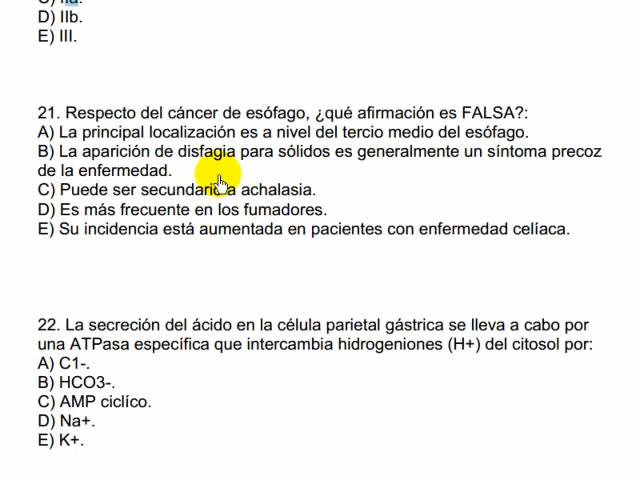 D) IIb.
E) III.
21. Respecto del cáncer de esófago, ¿qué afirmación es FALSA?:
A) La principal localización es a nivel del tercio medio del esófago.
B) La aparición de disfagia para sólidos es generalmente un síntoma precoz
de la enfermedad.
C) Puede ser secundario a achalasia.
D) Es más frecuente en los fumadores.
E) Su incidencia está aumentada en pacientes con enfermedad celíaca.
22. La secreción del ácido en la célula parietal gástrica se lleva a cabo por
una ATPasa específica que intercambia hidrogeniones (H+) del citosol por:
A) C1-.
B) HCO3-.
C) AMP ciclíco.
D) Na+.
E) K+.